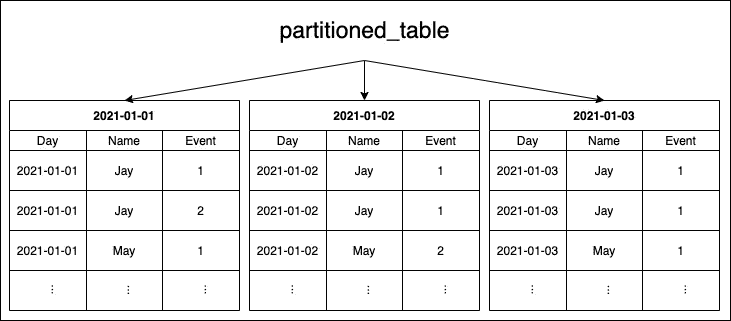 partitioned_table
2021-01-01
Day Name Event
2021-01-01 Jay 1
2021-01-01 Jay 2
2021-01-01 May 1
⋮ ⋮ ⋮
2021-01-02
Day Name Event
2021-01-02 Jay 1
2021-01-02 Jay 1
2021-01-02 May 2
⋮ ⋮ ⋮
2021-01-03
Day Name Event
2021-01-03 Jay 1
2021-01-03 Jay 1
2021-01-03 May 1
⋮ ⋮ ⋮